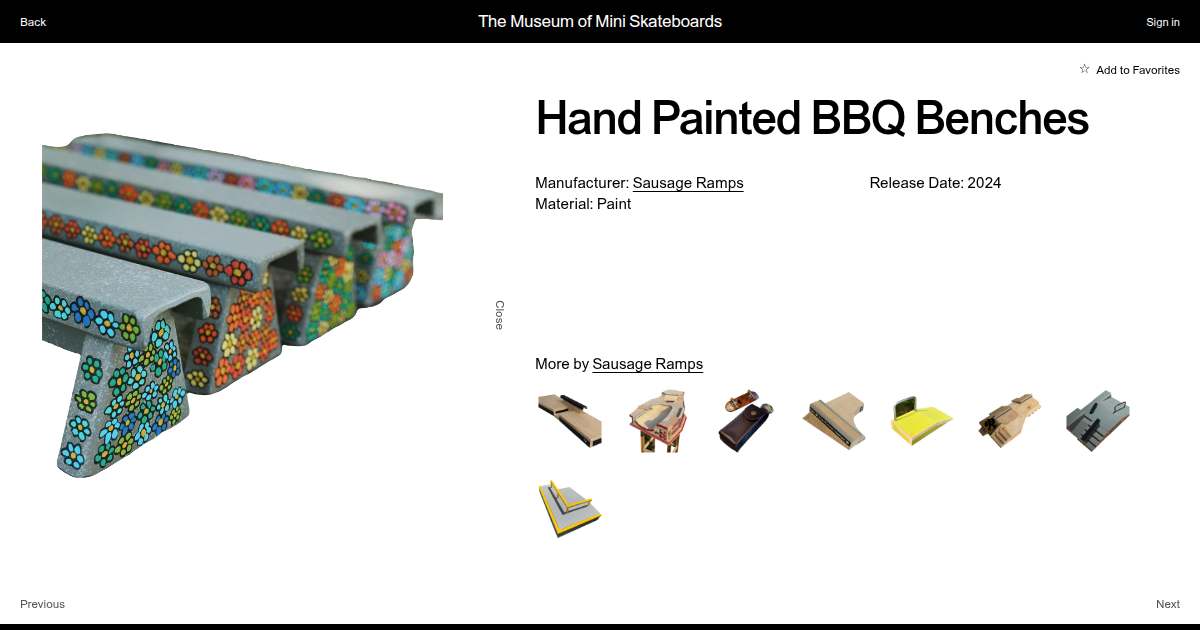 Back
The Museum of Mini Skateboards
Sign in
☆ Add to Favorites
Hand Painted BBQ Benches
Manufacturer: Sausage Ramps
Release Date: 2024
Material: Paint
Close
More by Sausage Ramps
Previous
Next